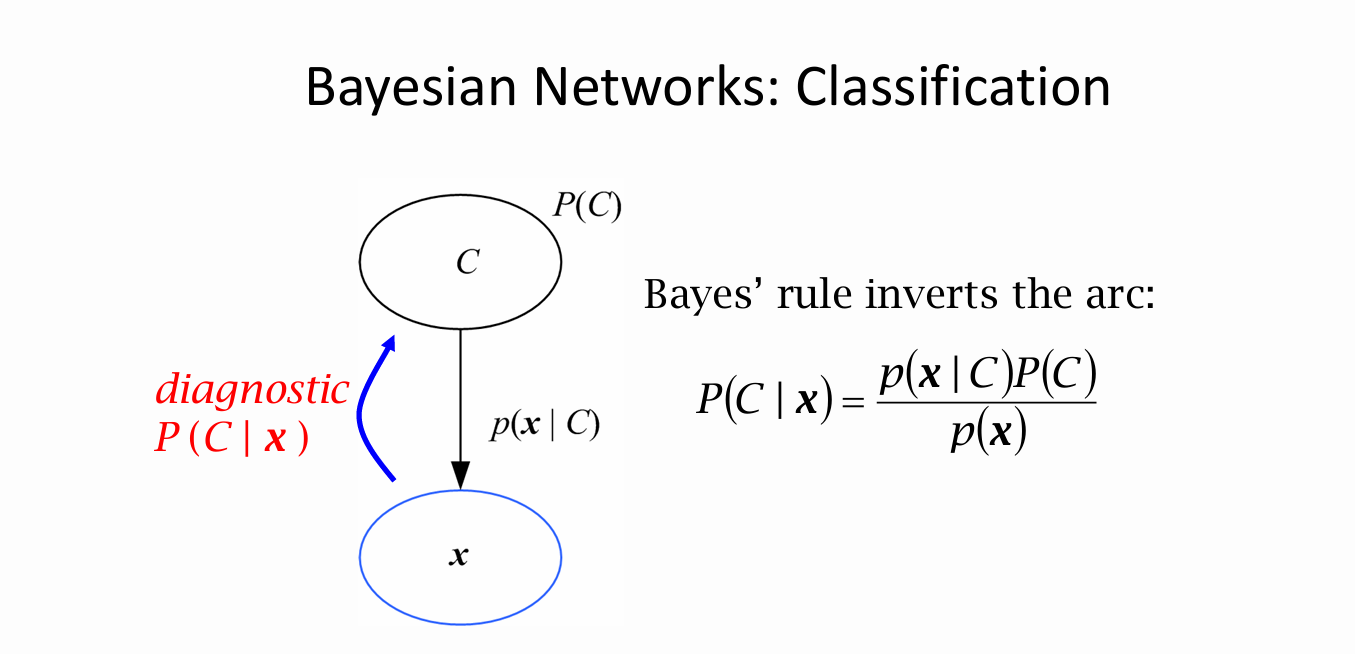 Bayesian Networks: Classification
P(C)
C
Bayes’ rule inverts the arc:
P(C | x) = p(x | C)P(C) / p(x)
diagnostic
P ( C | x )
p(x | C)
x